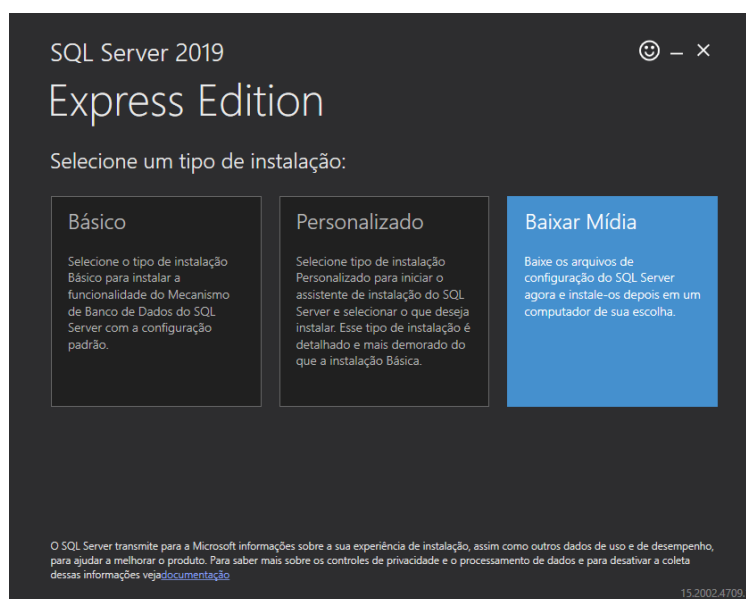 SQL Server 2019
Express Edition
Selecione um tipo de instalação:
Básico
Selecione o tipo de instalação
Básico para instalar a
funcionalidade do Mecanismo
de Banco de Dados do SQL
Server com a configuração
padrão.
Personalizado
Selecione tipo de instalação
Personalizado para iniciar o
assistente de instalação do SQL
Server e selecionar o que deseja
instalar. Esse tipo de instalação é
detalhado e mais demorado do
que a instalação Básica.
Baixar Mídia
Baixe os arquivos de
configuração do SQL Server
agora e instale-os depois em um
computador de sua escolha.
O SQL Server transmite para a Microsoft informações sobre a sua experiência de instalação, assim como outros dados de uso e de desempenho,
para ajudar a melhorar o produto. Para saber mais sobre os controles de privacidade e o processamento de dados e para desativar a coleta
dessas informações vejadocumentação
15.2002.4709.